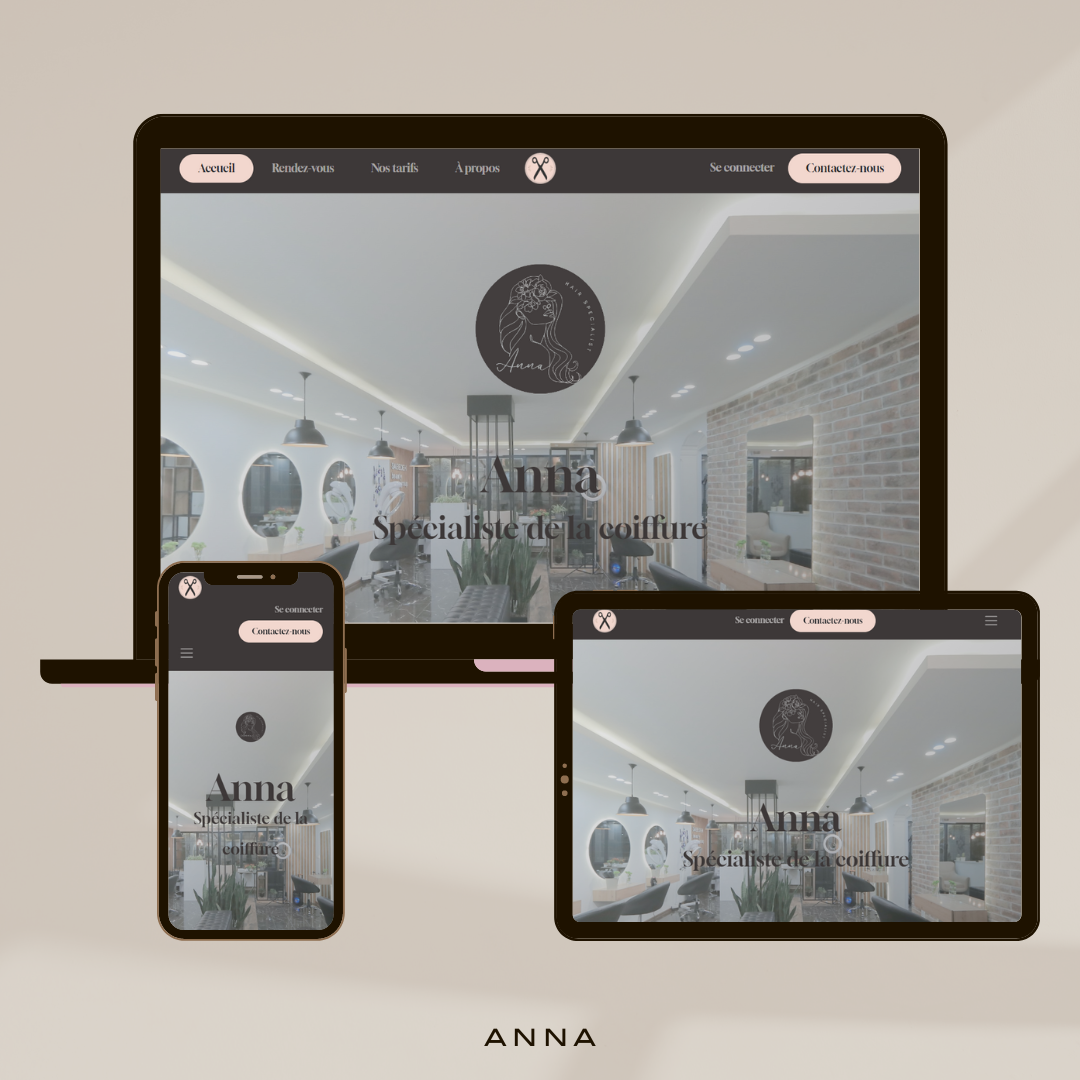 Accueil Rendez-vous Nos tarifs À propos Se connecter Contactez-nous
HAIR SPECIALIST
Anna
Anna
Spécialiste de la coiffure
Se connecter
Contactez-nous
Anna
Spécialiste de la
coiffure
Se connecter Contactez-nous
HAIR SPECIALIST
Anna
Anna
Spécialiste de la coiffure
ANNA